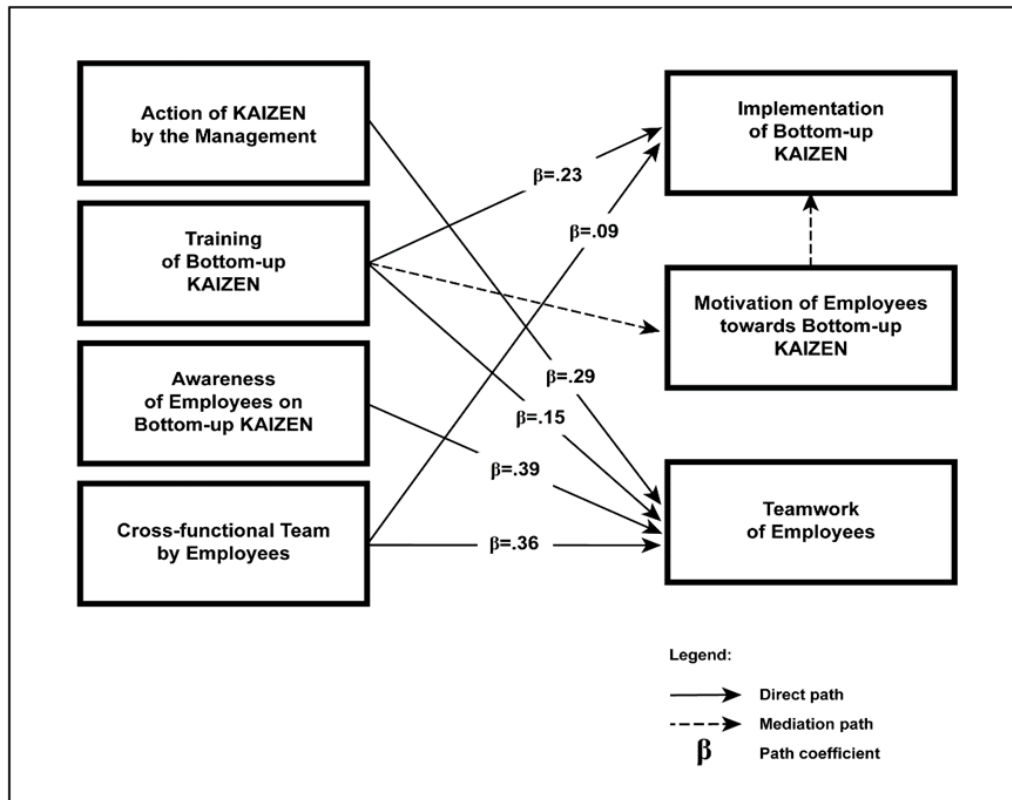 Action of KAIZEN
by the Management
Training
of Bottom-up
KAIZEN
Awareness
of Employees on
Bottom-up KAIZEN
Cross-functional Team
by Employees
β=.23
β=.09
β=.29
β=.15
β=.39
β=.36
Implementation
of Bottom-up
KAIZEN
Motivation of Employees
towards Bottom-up
KAIZEN
Teamwork
of Employees
Legend:
Direct path
Mediation path
β Path coefficient